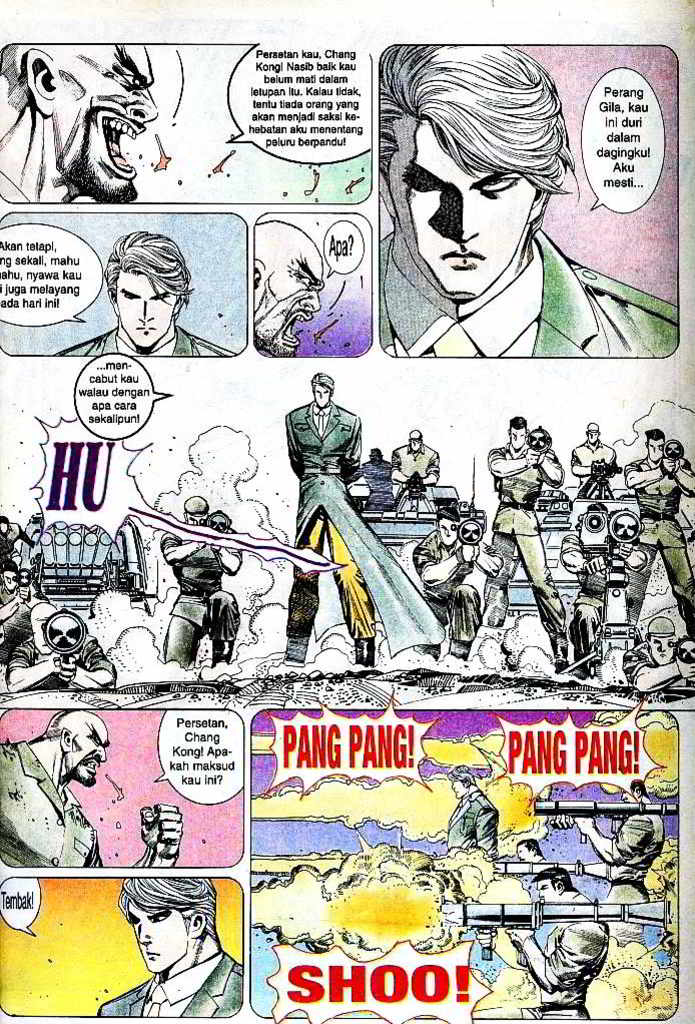 Persetan kau, Chang
Kong! Nasib baik kau
belum mati dalam
letupan itu. Kalau tidak,
tentu tiada orang yang
akan menjadi saksi ke-
hebatan aku menentang
peluru berpandu!
Perang
Gila, kau
ini duri
dalam
dagingku!
Aku
mesti...
Akan tetapi,
ng sekali, mahu
ahu, nyawa kau
i juga melayang
ada hari ini!
Apa?
...men-
cabut kau
walau dengan
apa cara
sekalipun!
HU
Persetan,
Chang
Kong! Apa-
kah maksud
kau ini?
Tembak!
PANG PANG!
PANG PANG!
SHOO!